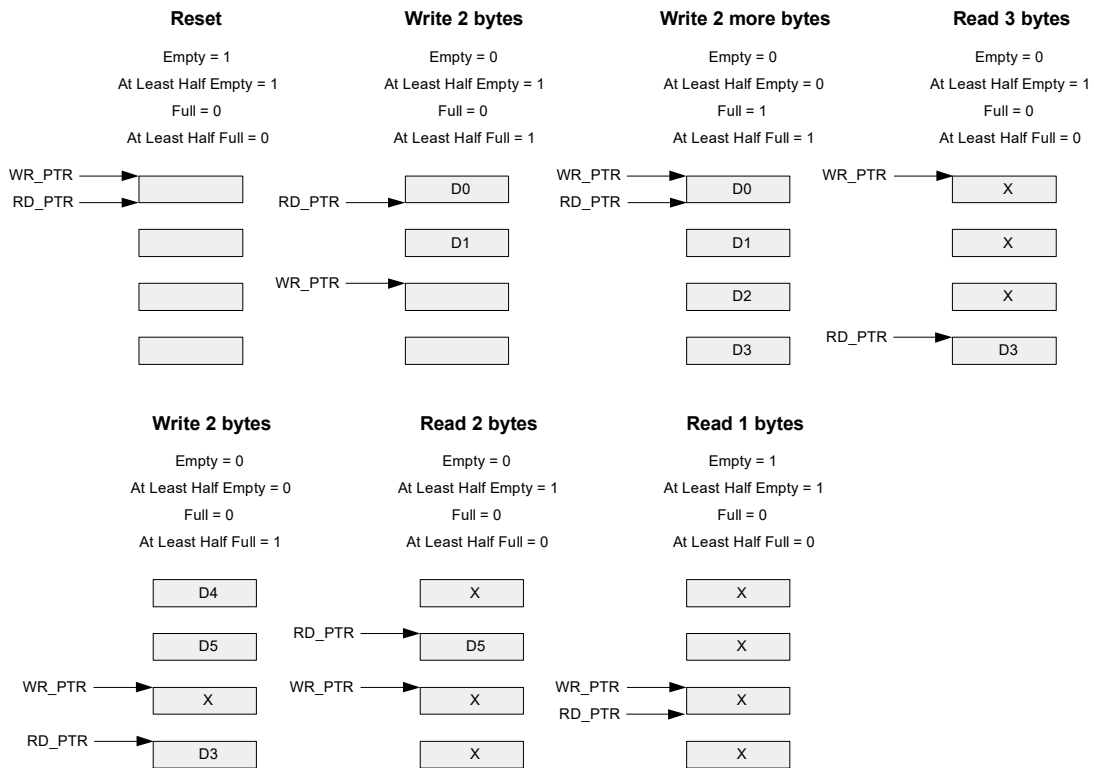 Reset
Empty = 1
At Least Half Empty = 1
Full = 0
At Least Half Full = 0
WR_PTR
RD_PTR
Write 2 bytes
Empty = 0
At Least Half Empty = 1
Full = 0
At Least Half Full = 1
D0
RD_PTR
D1
WR_PTR
Write 2 more bytes
Empty = 0
At Least Half Empty = 0
Full = 1
At Least Half Full = 1
WR_PTR
D0
RD_PTR
D1
D2
D3
Read 3 bytes
Empty = 0
At Least Half Empty = 1
Full = 0
At Least Half Full = 0
WR_PTR
X
X
X
RD_PTR
D3
Write 2 bytes
Empty = 0
At Least Half Empty = 0
Full = 0
At Least Half Full = 1
D4
D5
WR_PTR
X
RD_PTR
D3
Read 2 bytes
Empty = 0
At Least Half Empty = 1
Full = 0
At Least Half Full = 0
X
RD_PTR
D5
WR_PTR
X
X
Read 1 bytes
Empty = 1
At Least Half Empty = 1
Full = 0
At Least Half Full = 0
X
X
WR_PTR
X
RD_PTR
X